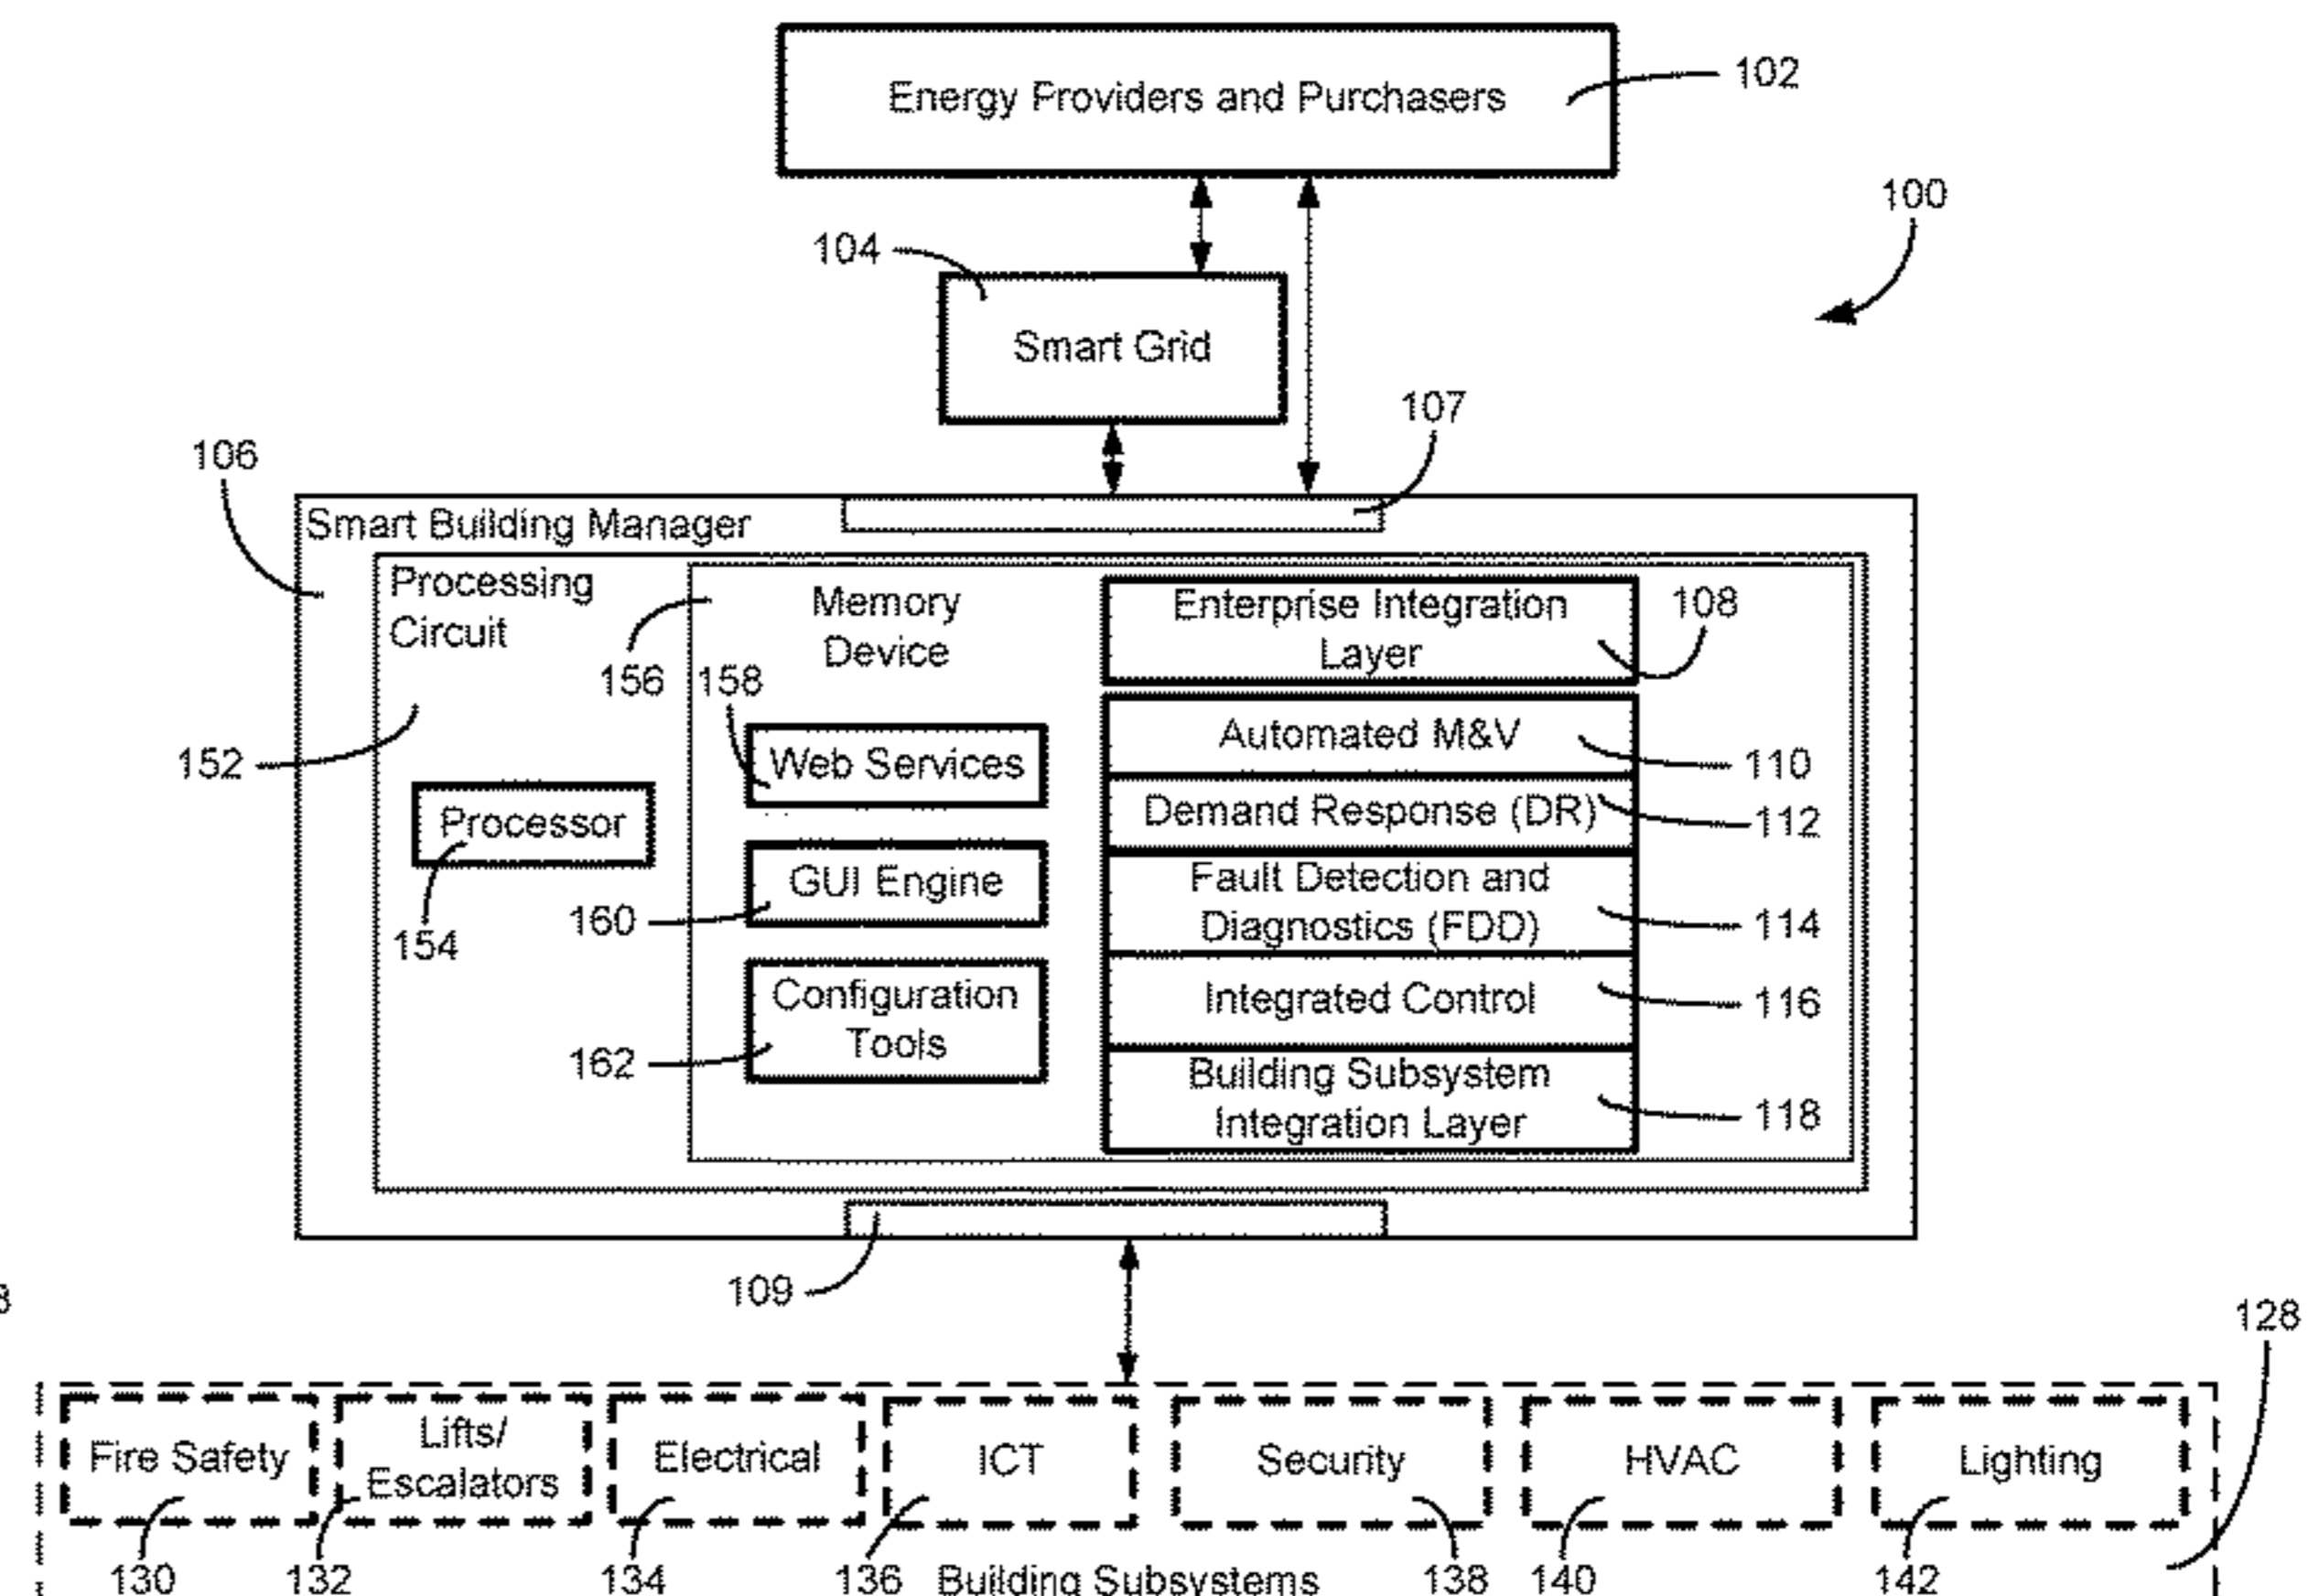 Energy Providers and Purchasers
102
100
104
Smart Grid
107
106
Smart Building Manager
Processing
Circuit
Memory
Device
Enterprise Integration
Layer
108
156
158
Automated M&V
110
152
Web Services
Demand Response (DR)
112
Processor
154
GUI Engine
160
Fault Detection and
Diagnostics (FDD)
114
Configuration
Tools
162
Integrated Control
116
Building Subsystem
Integration Layer
118
109
128
Fire Safety
Lifts/
Escalators
Electrical
ICT
Security
HVAC
Lighting
130
132
134
136
Building Subsystems
138
140
142